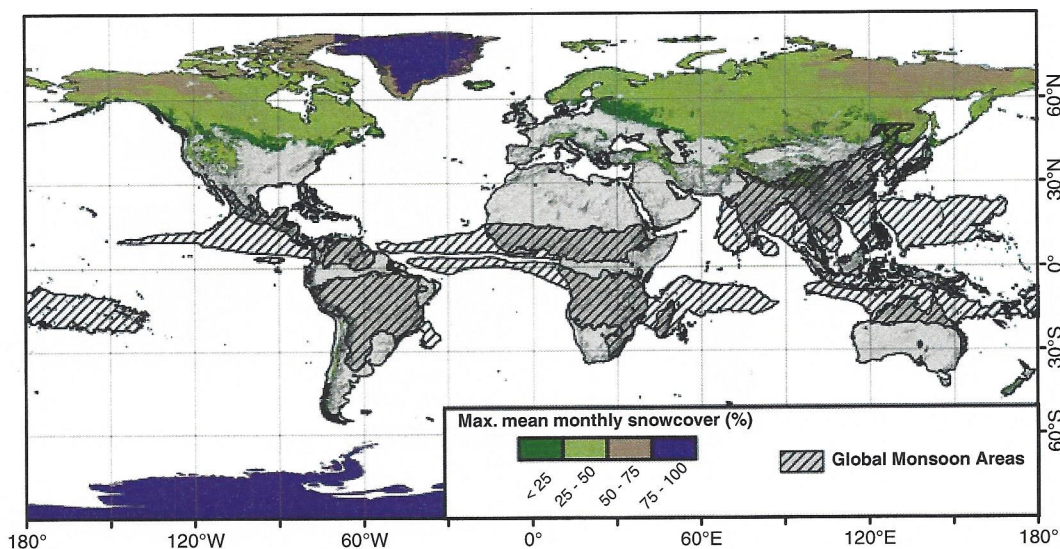 60°N
30°N
0°
30°S
60°S
Max. mean monthly snowcover (%)
< 25
25 - 50
50 - 75
75 - 100
Global Monsoon Areas
180°
120°W
60°W
0°
60°E
120°E
180°